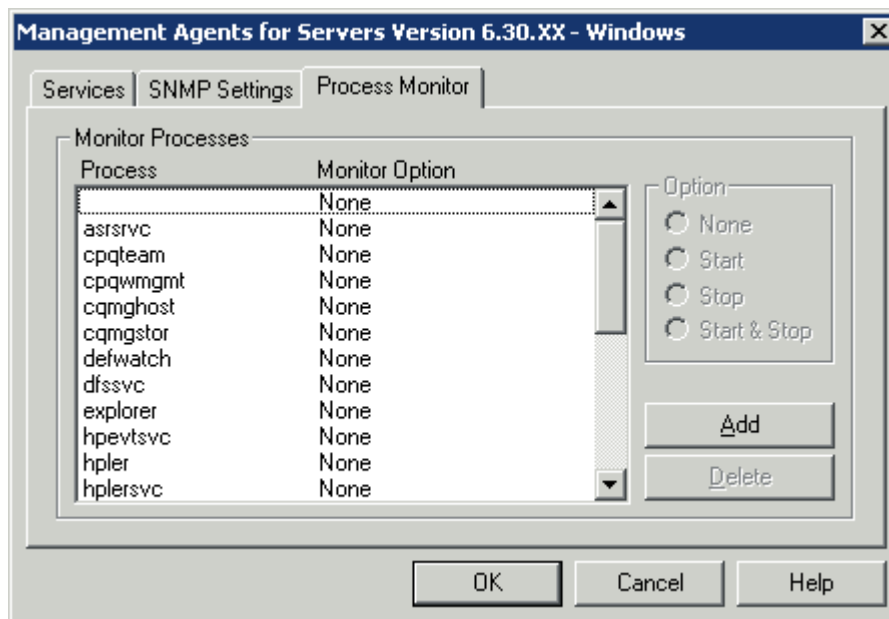 Management Agents for Servers Version 6.30.XX - Windows
Services SNMP Settings Process Monitor
Monitor Processes
Process Monitor Option
None
asrsrvc None
cpqteam None
cpqwmgmt None
cqmghost None
cqmgstor None
defwatch None
dfssvc None
explorer None
hpevtsvc None
hpler None
hplersvc None
Option
None
Start
Stop
Start & Stop
Add
Delete
OK Cancel Help